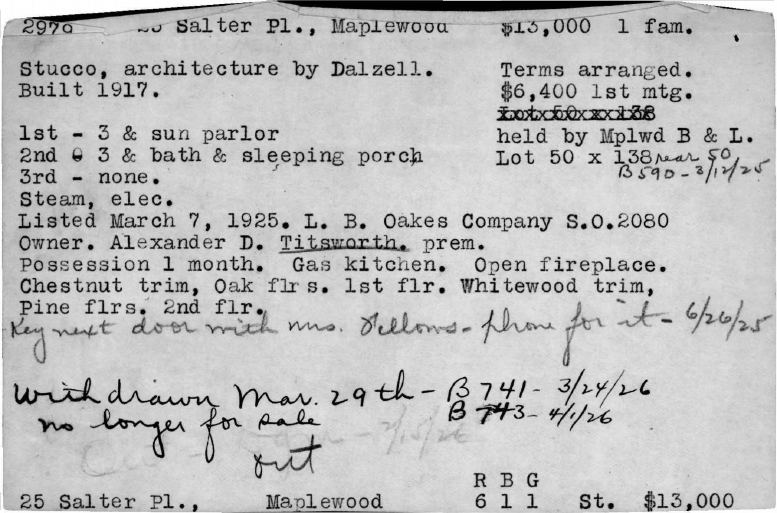 2970 25 Salter Pl., Maplewood $13,000 1 fam.
Stucco, architecture by Dalzell. Terms arranged.
Built 1917. $6,400 1st mtg.
Lot 50 x 138
1st - 3 & sun parlor held by Mplwd B & L.
2nd - 3 & bath & sleeping porch Lot 50 x 138 rear 50
3rd - none. B590 - 3/12/25
Steam, elec.
Listed March 7, 1925. L. B. Oakes Company S.O.2080
Owner. Alexander D. Titsworth. prem.
Possession 1 month. Gas kitchen. Open fireplace.
Chestnut trim, Oak flrs. 1st flr. Whitewood trim,
Pine flrs. 2nd flr.
Key next door with Mrs. Fellows - phone for it - 6/26/25
Withdrawn Mar. 29th - B 741 - 3/24/26
no longer for sale B 743 - 4/1/26
out
R B G
25 Salter Pl., Maplewood 6 1 1 St. $13,000